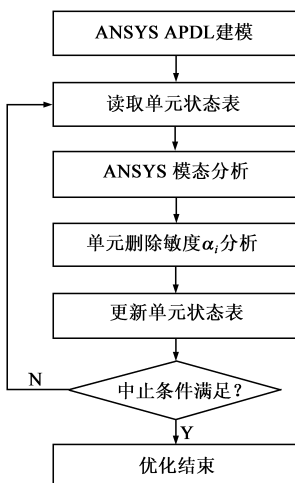 ANSYS APDL建模
读取单元状态表
ANSYS 模态分析
单元删除敏度αi分析
更新单元状态表
中止条件满足?
N
Y
优化结束